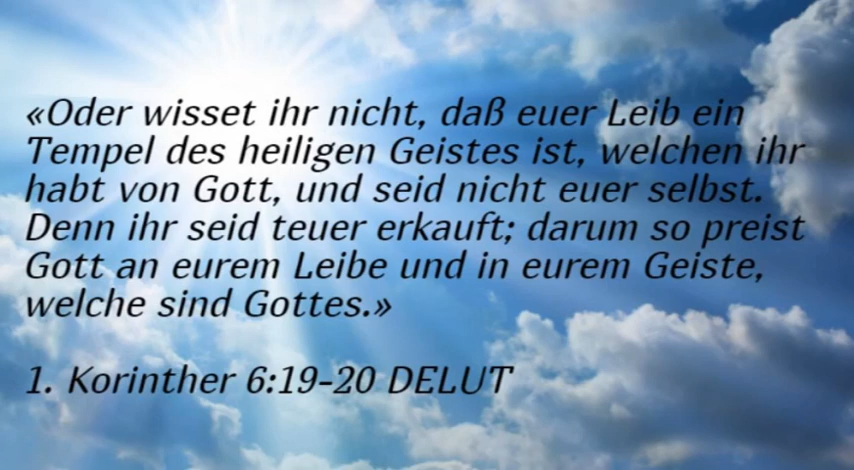 «Oder wisset ihr nicht, daß euer Leib ein
Tempel des heiligen Geistes ist, welchen ihr
habt von Gott, und seid nicht euer selbst.
Denn ihr seid teuer erkauft; darum so preist
Gott an eurem Leibe und in eurem Geiste,
welche sind Gottes.»
1. Korinther 6:19-20 DELUT